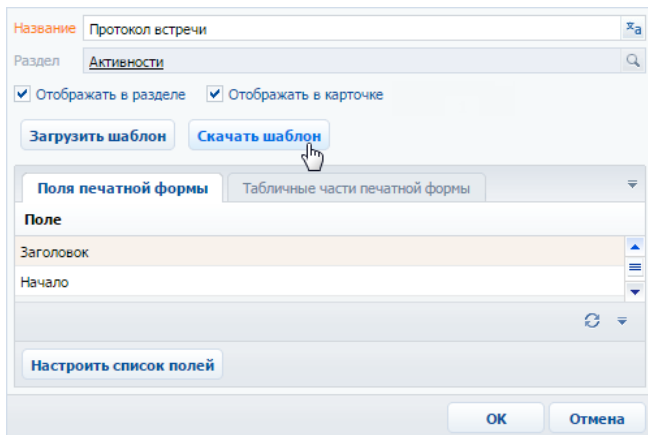 Название Протокол встречи
Раздел Активности
Отображать в разделе Отображать в карточке
Загрузить шаблон Скачать шаблон
Поля печатной формы Табличные части печатной формы
Поле
Заголовок
Начало
Настроить список полей
ОК Отмена